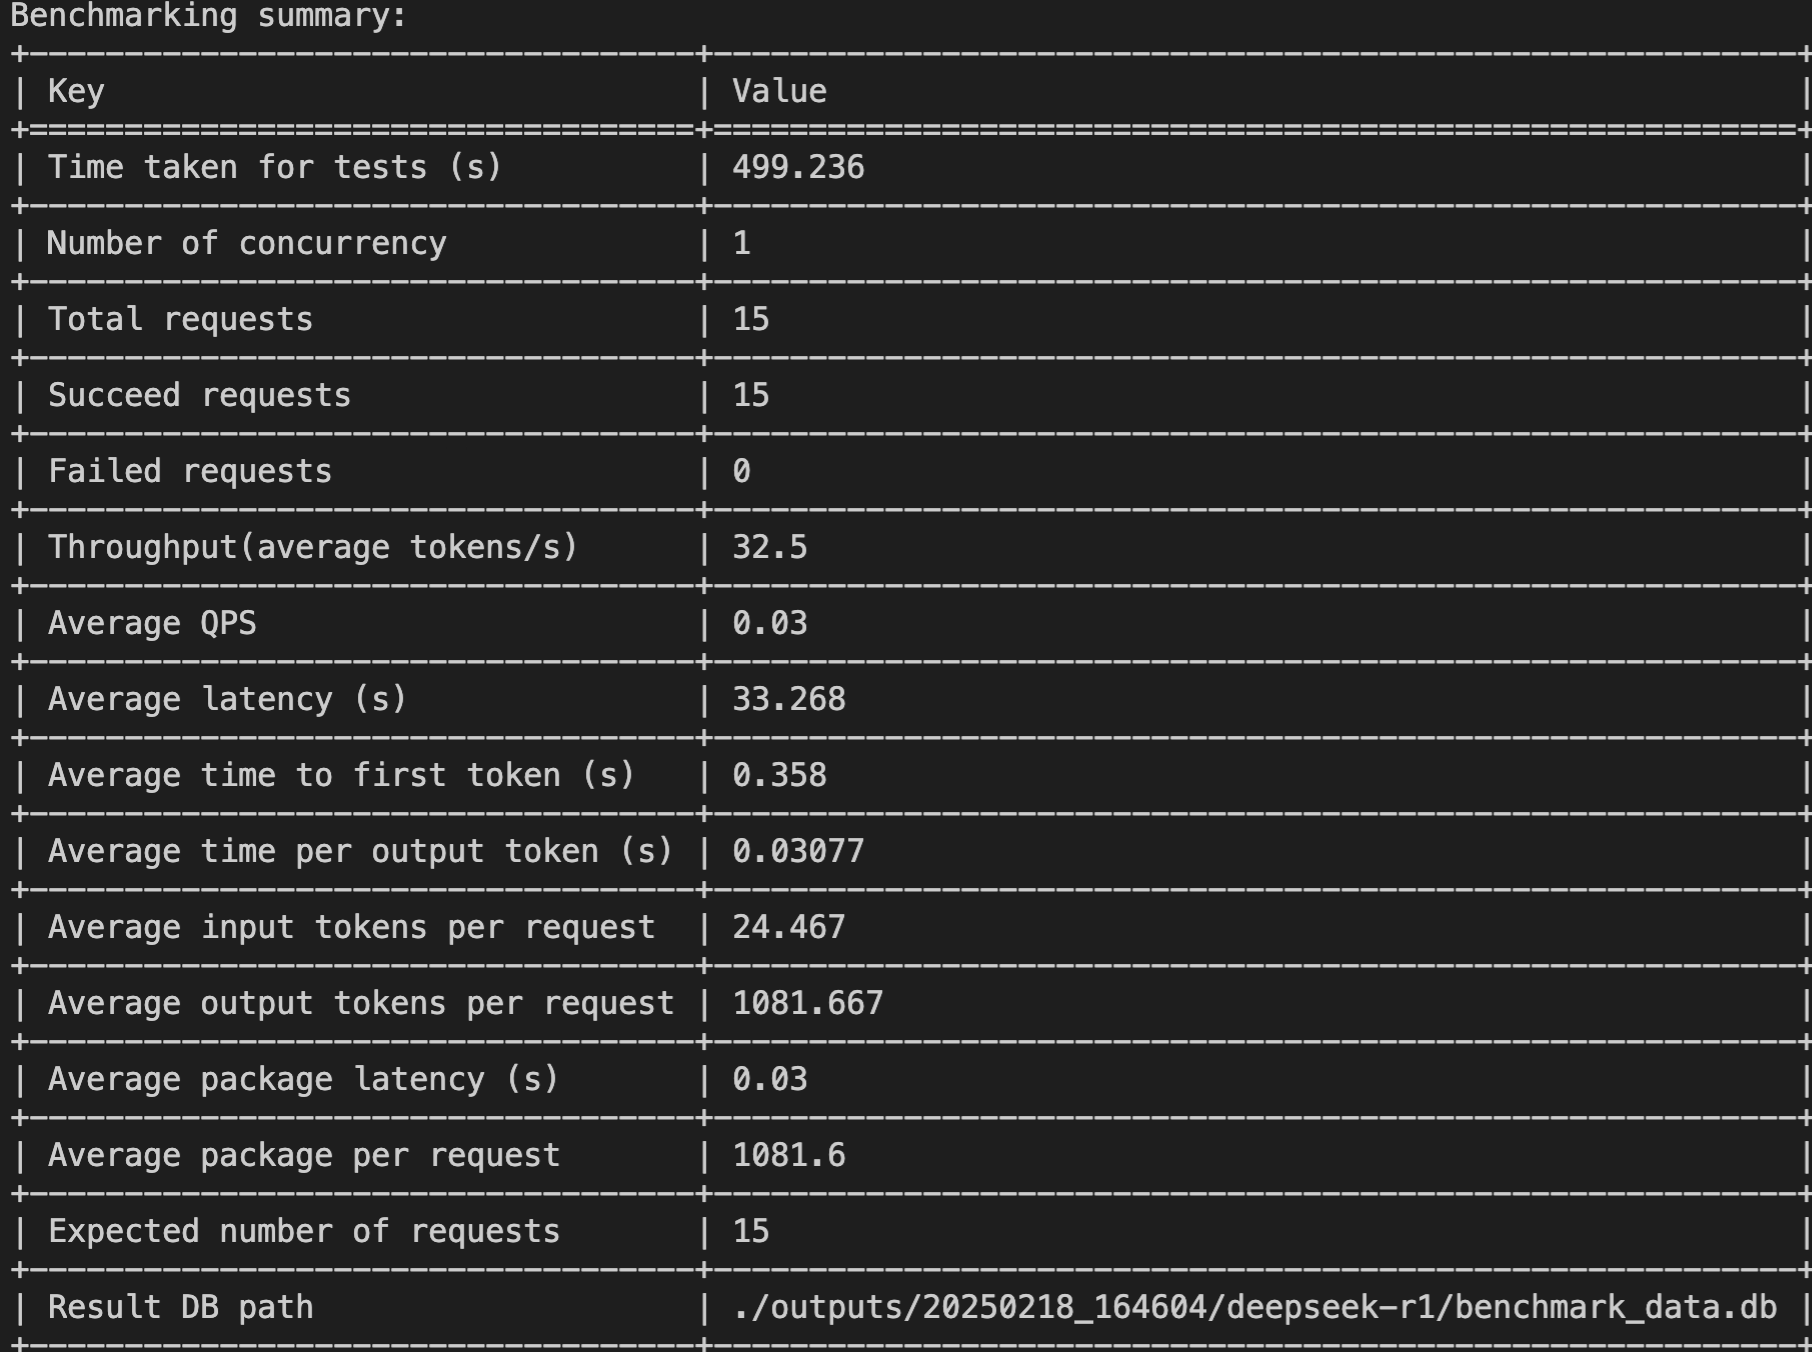 Benchmarking summary:
Key | Value
Time taken for tests (s) | 499.236
Number of concurrency | 1
Total requests | 15
Succeed requests | 15
Failed requests | 0
Throughput(average tokens/s) | 32.5
Average QPS | 0.03
Average latency (s) | 33.268
Average time to first token (s) | 0.358
Average time per output token (s) | 0.03077
Average input tokens per request | 24.467
Average output tokens per request | 1081.667
Average package latency (s) | 0.03
Average package per request | 1081.6
Expected number of requests | 15
Result DB path | ./outputs/20250218_164604/deepseek-r1/benchmark_data.db